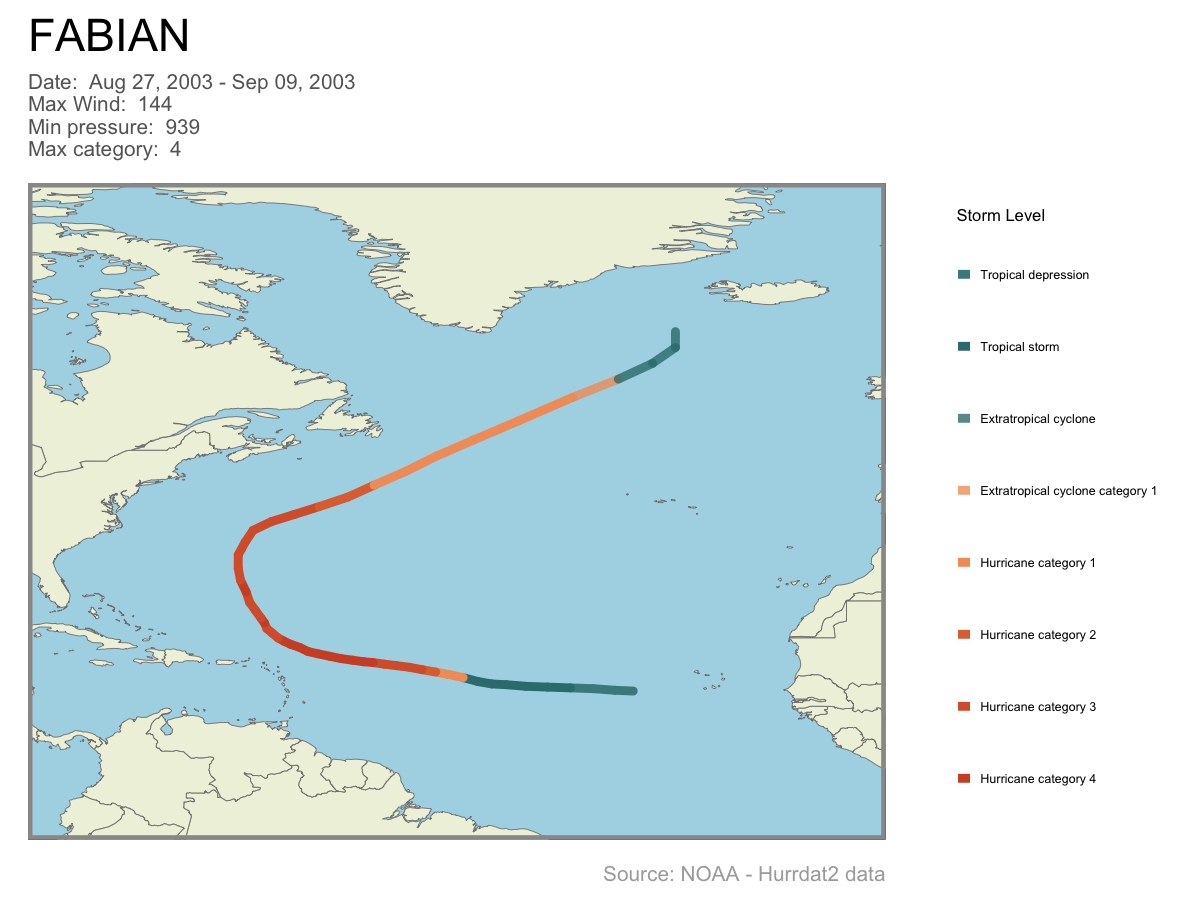 FABIAN
Date:  Aug 27, 2003 - Sep 09, 2003
Max Wind:  144
Min pressure:  939
Max category:  4
Storm Level
Tropical depression
Tropical storm
Extratropical cyclone
Extratropical cyclone category 1
Hurricane category 1
Hurricane category 2
Hurricane category 3
Hurricane category 4
Source: NOAA - Hurrdat2 data